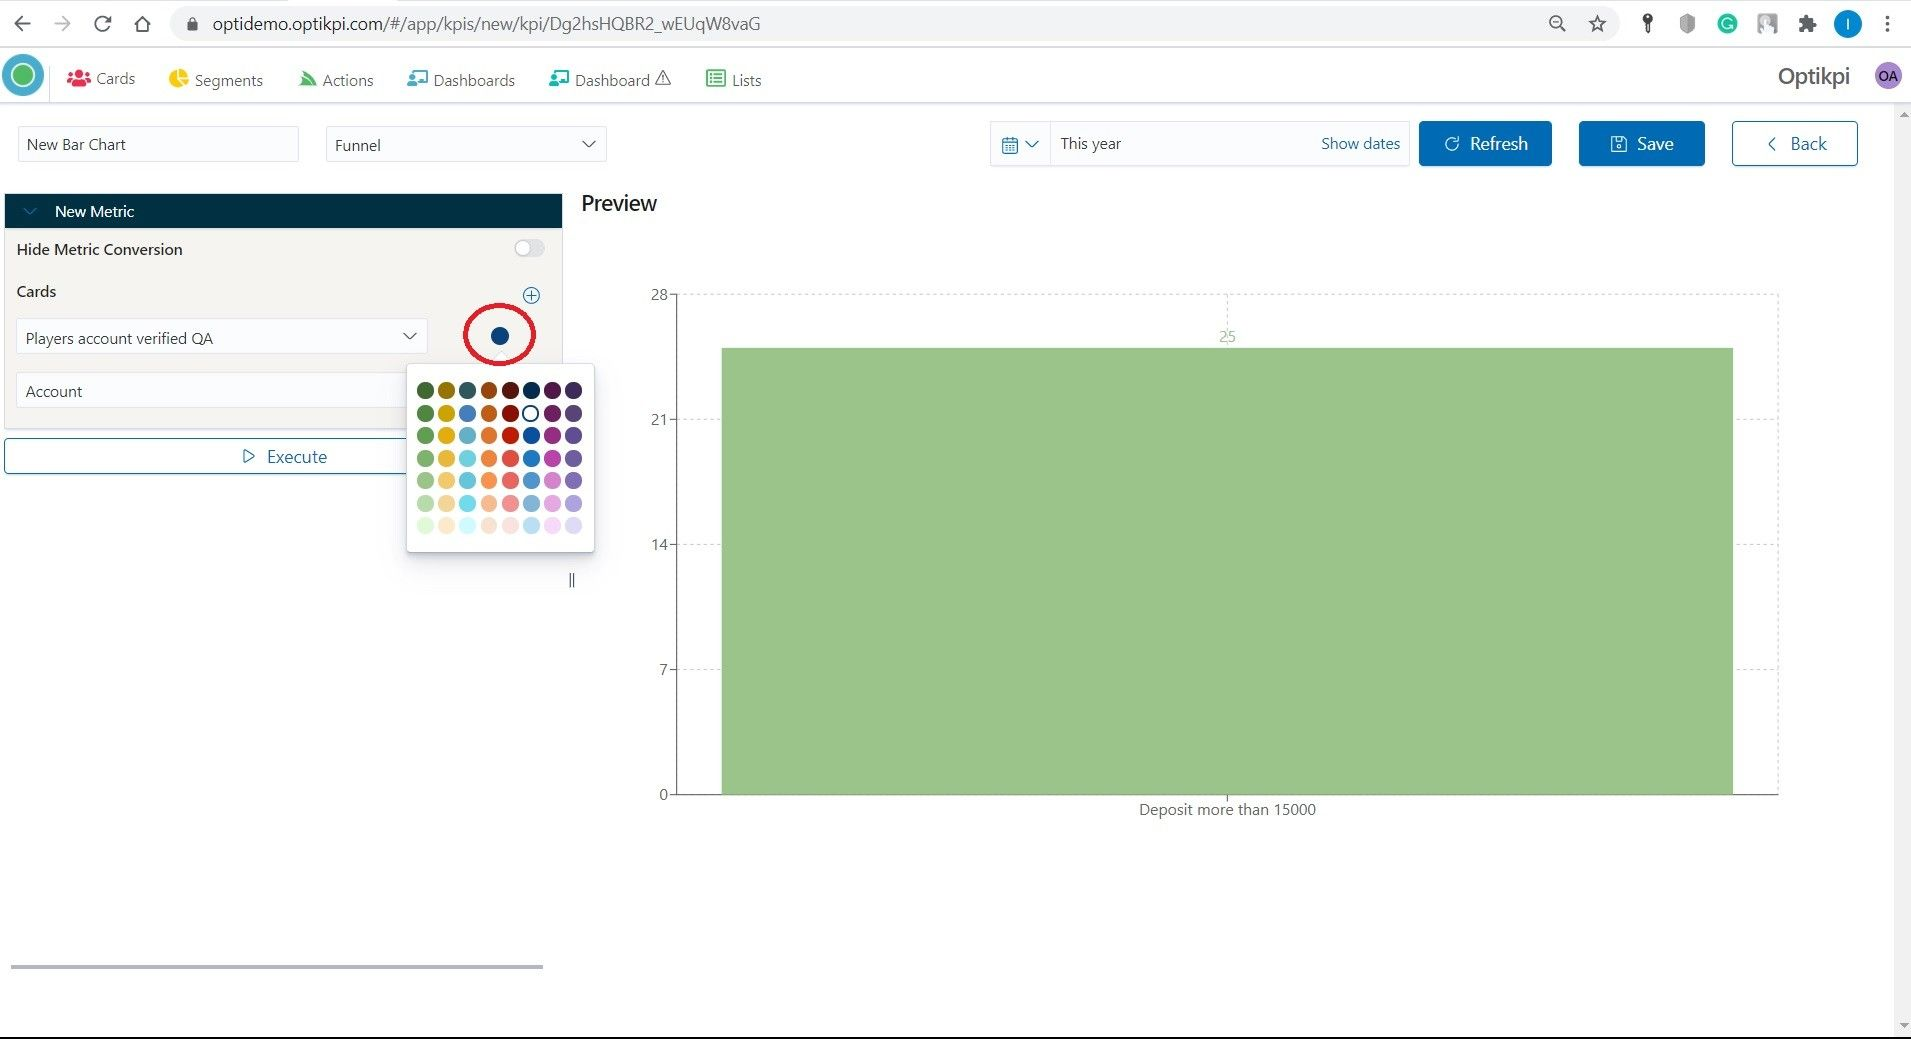 optidemo.optikpi.com/#/app/kpis/new/kpi/Dg2hsHQBR2_wEUqW8vaG
I
Cards
Segments
Actions
Dashboards
Dashboard
Lists
Optikpi
OA
New Bar Chart
Funnel
This year
Show dates
Refresh
Save
Back
New Metric
Hide Metric Conversion
Cards
Players account verified QA
Account
Execute
Preview
28
25
21
14
7
0
Deposit more than 15000